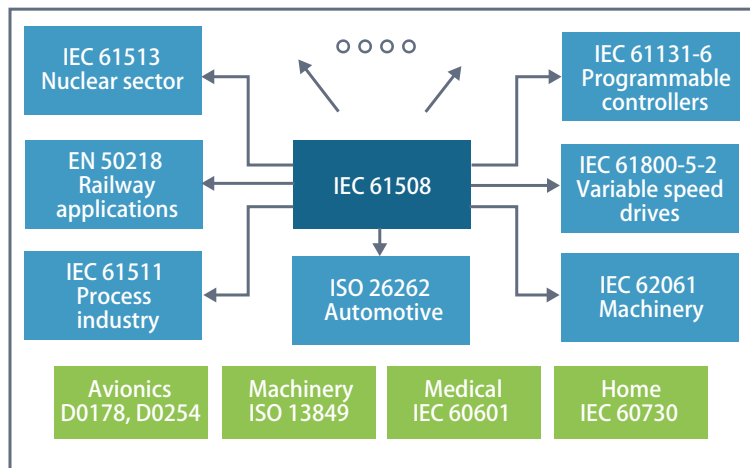 IEC 61513
Nuclear sector
IEC 61131-6
Programmable
controllers
EN 50218
Railway
applications
IEC 61508
IEC 61800-5-2
Variable speed
drives
IEC 61511
Process
industry
ISO 26262
Automotive
IEC 62061
Machinery
Avionics
D0178, D0254
Machinery
ISO 13849
Medical
IEC 60601
Home
IEC 60730